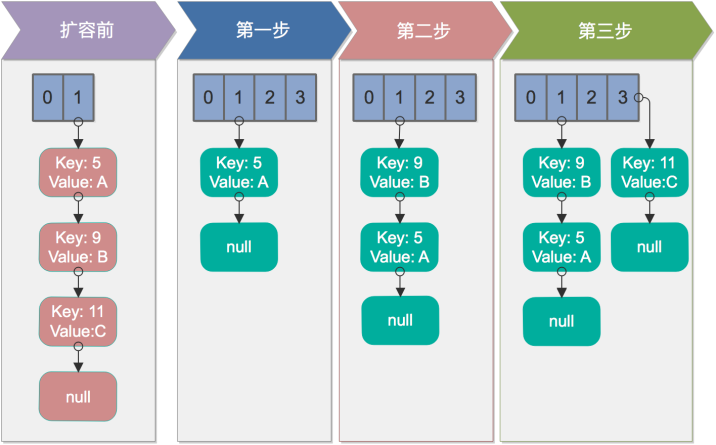 扩容前
第一步
第二步
第三步
0 1
Key: 5
Value: A
Key: 9
Value: B
Key: 11
Value:C
null
0 1 2 3
Key: 5
Value: A
null
0 1 2 3
Key: 9
Value: B
Key: 5
Value: A
null
0 1 2 3
Key: 9
Value: B
Key: 5
Value: A
null
Key: 11
Value:C
null